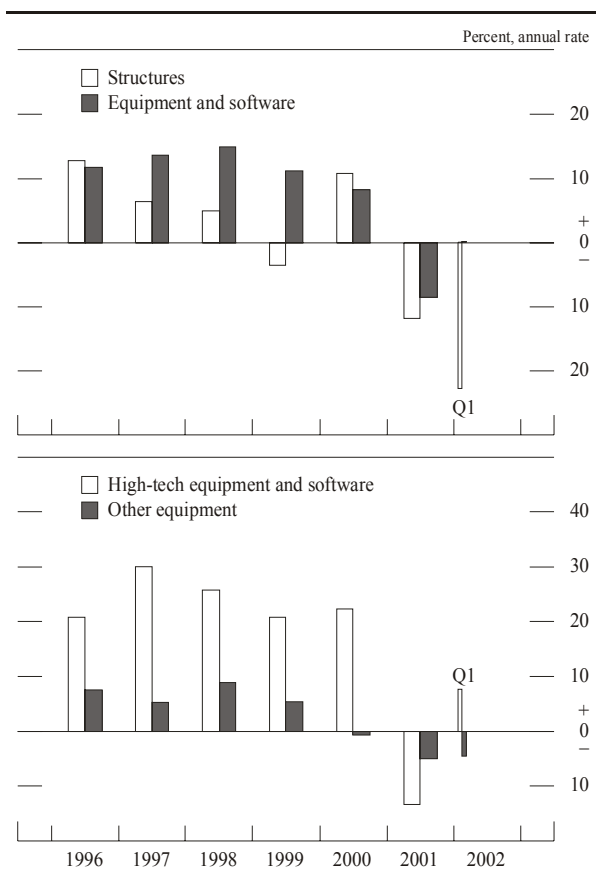 Percent, annual rate
Structures
Equipment and software
20
10
+
0
–
10
20
Q1
High-tech equipment and software
Other equipment
40
30
20
Q1
10
+
0
–
10
1996 1997 1998 1999 2000 2001 2002